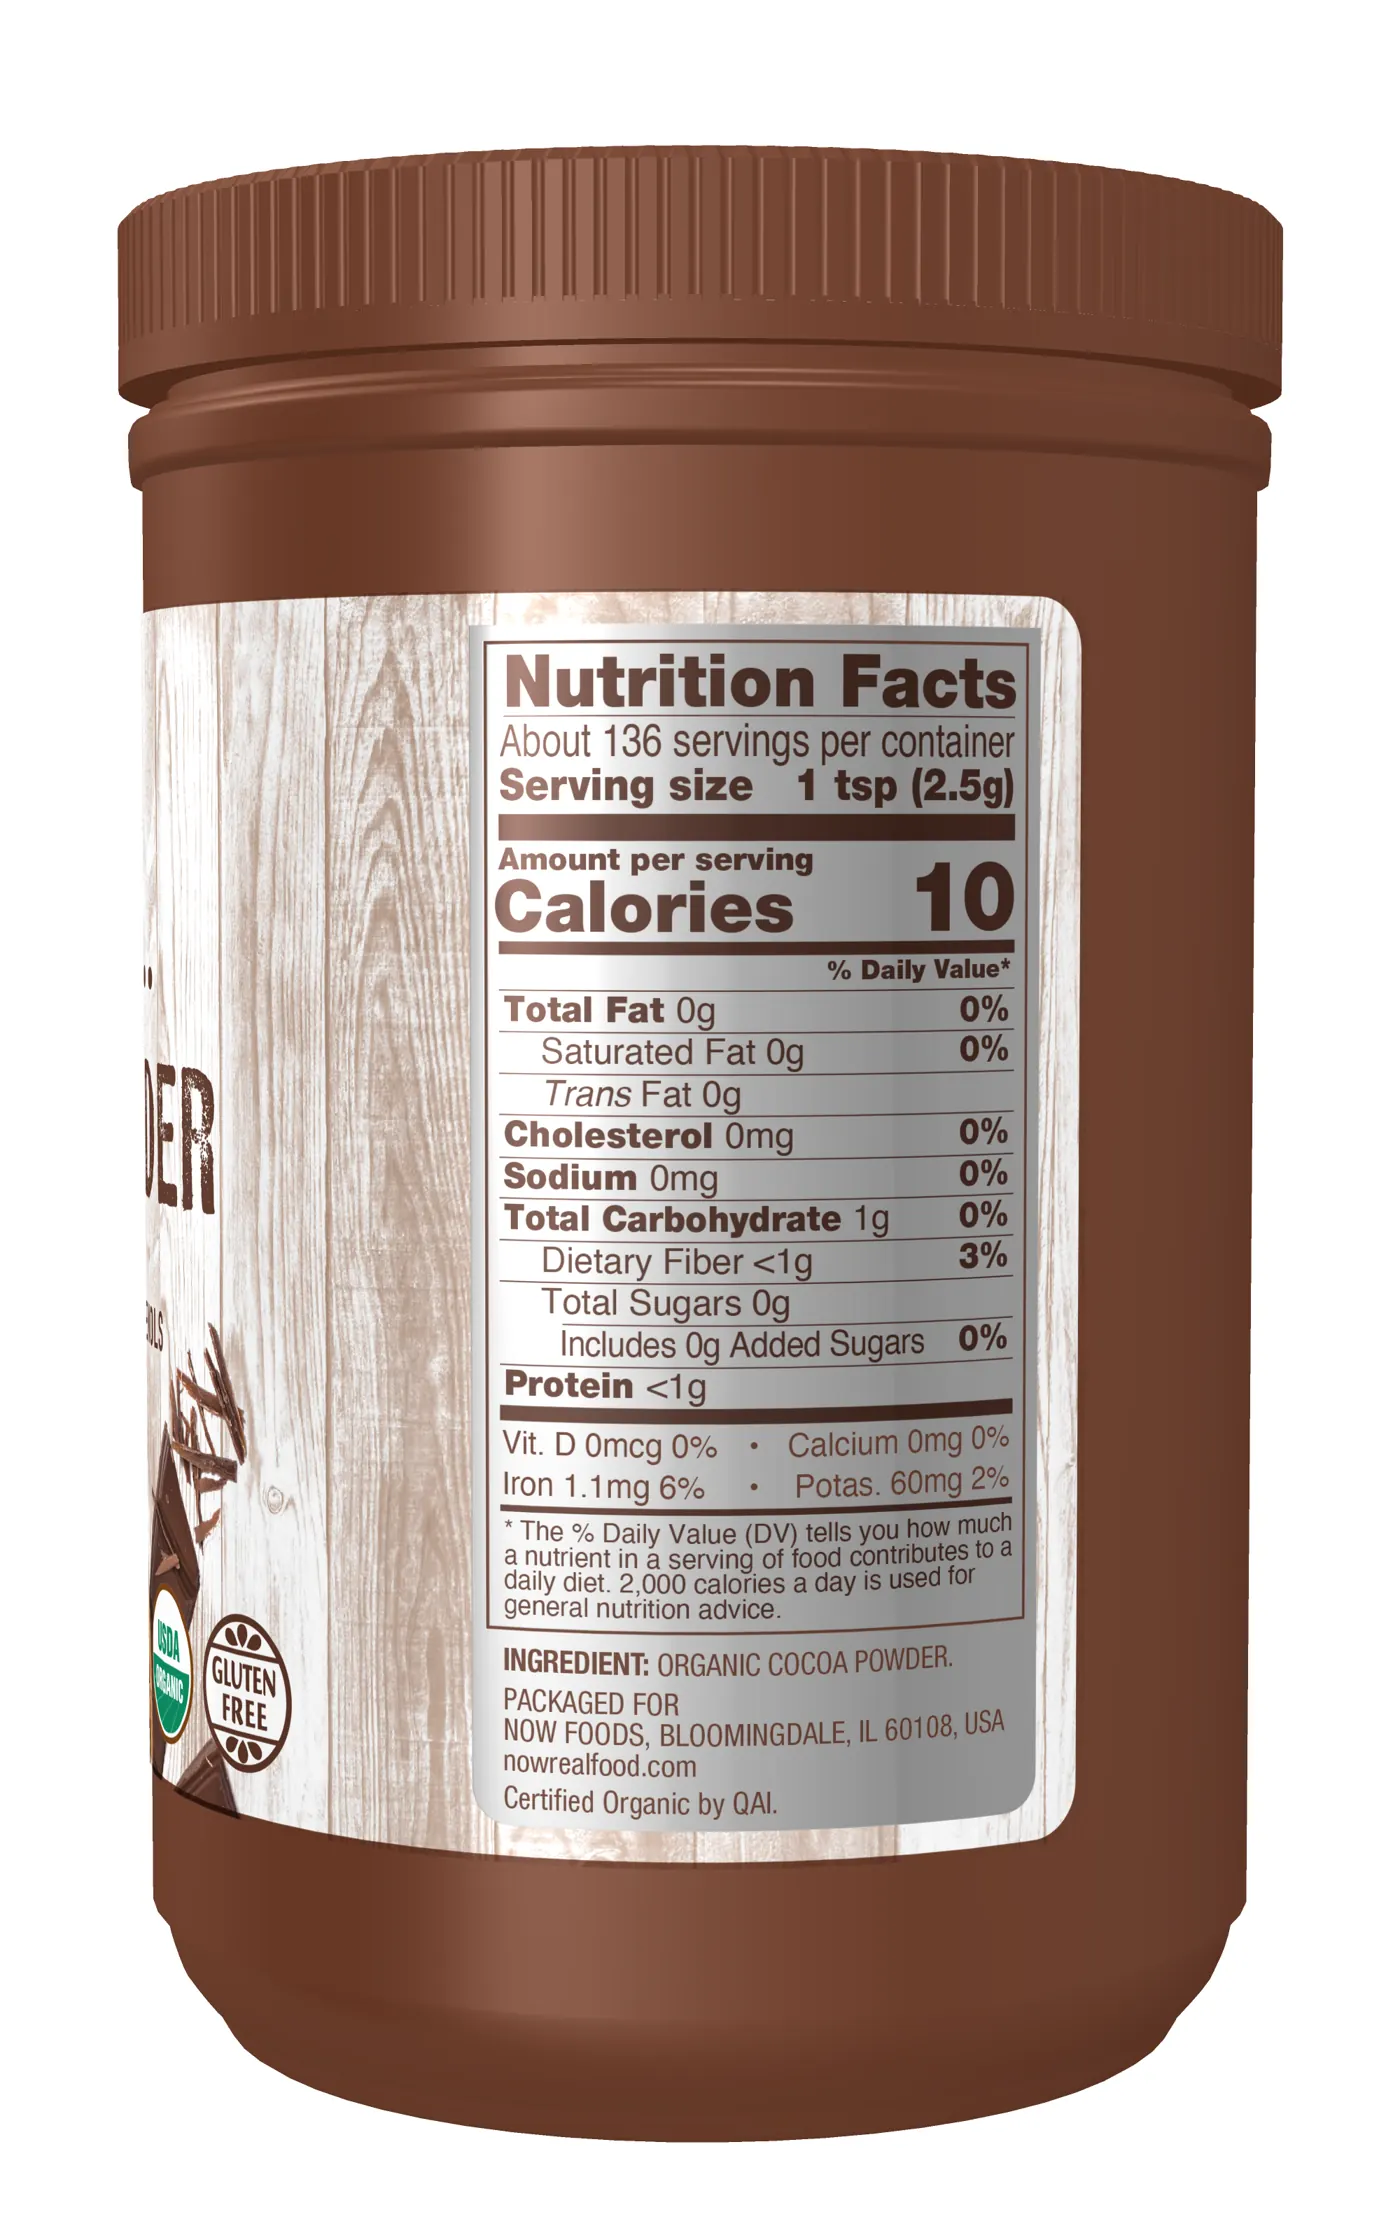 DER
Nutrition Facts
About 136 servings per container
Serving size 1 tsp (2.5g)
Amount per serving
Calories 10
% Daily Value*
Total Fat 0g 0%
Saturated Fat 0g 0%
Trans Fat 0g
Cholesterol 0mg 0%
Sodium 0mg 0%
Total Carbohydrate 1g 0%
Dietary Fiber <1g 3%
Total Sugars 0g
Includes 0g Added Sugars 0%
Protein <1g
Vit. D 0mcg 0% • Calcium 0mg 0%
Iron 1.1mg 6% • Potas. 60mg 2%
* The % Daily Value (DV) tells you how much
a nutrient in a serving of food contributes to a
daily diet. 2,000 calories a day is used for
general nutrition advice.
INGREDIENT: ORGANIC COCOA POWDER.
PACKAGED FOR
NOW FOODS, BLOOMINGDALE, IL 60108, USA
nowrealfood.com
Certified Organic by QAI.
USDA
ORGANIC
GLUTEN
FREE